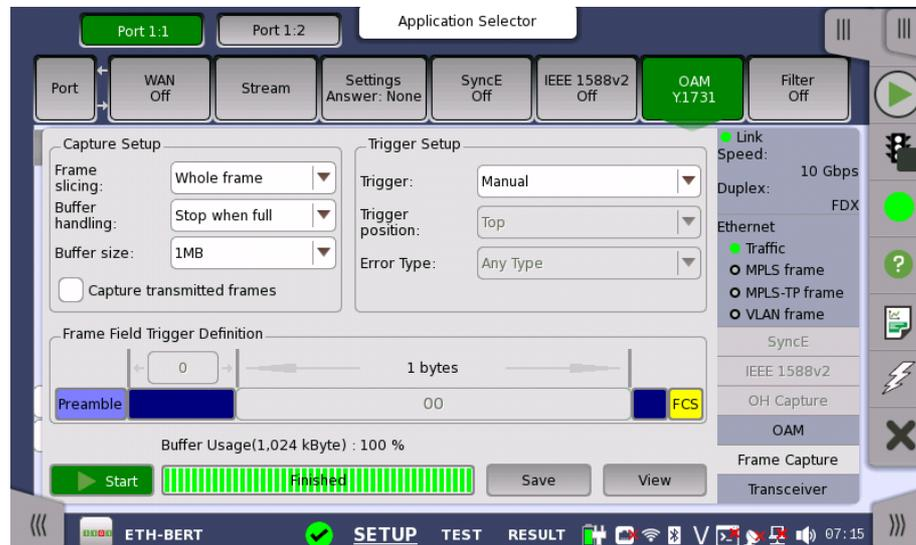 Application Selector
Port 1:1
Port 1:2
Port
WAN
Off
Stream
Settings
Answer: None
SyncE
Off
IEEE 1588v2
Off
OAM
Y.1731
Filter
Off
Capture Setup
Frame
slicing:
Whole frame
Buffer
handling:
Stop when full
Buffer size:
1MB
Capture transmitted frames
Trigger Setup
Trigger:
Manual
Trigger
position:
Top
Error Type:
Any Type
Frame Field Trigger Definition
0
1 bytes
Preamble
00
FCS
Buffer Usage(1,024 kByte) : 100 %
Start
Finished
Save
View
Link
Speed:
10 Gbps
Duplex:
FDX
Ethernet
Traffic
MPLS frame
MPLS-TP frame
VLAN frame
SyncE
IEEE 1588v2
OH Capture
OAM
Frame Capture
Transceiver
ETH-BERT
SETUP
TEST
RESULT
V
07:15